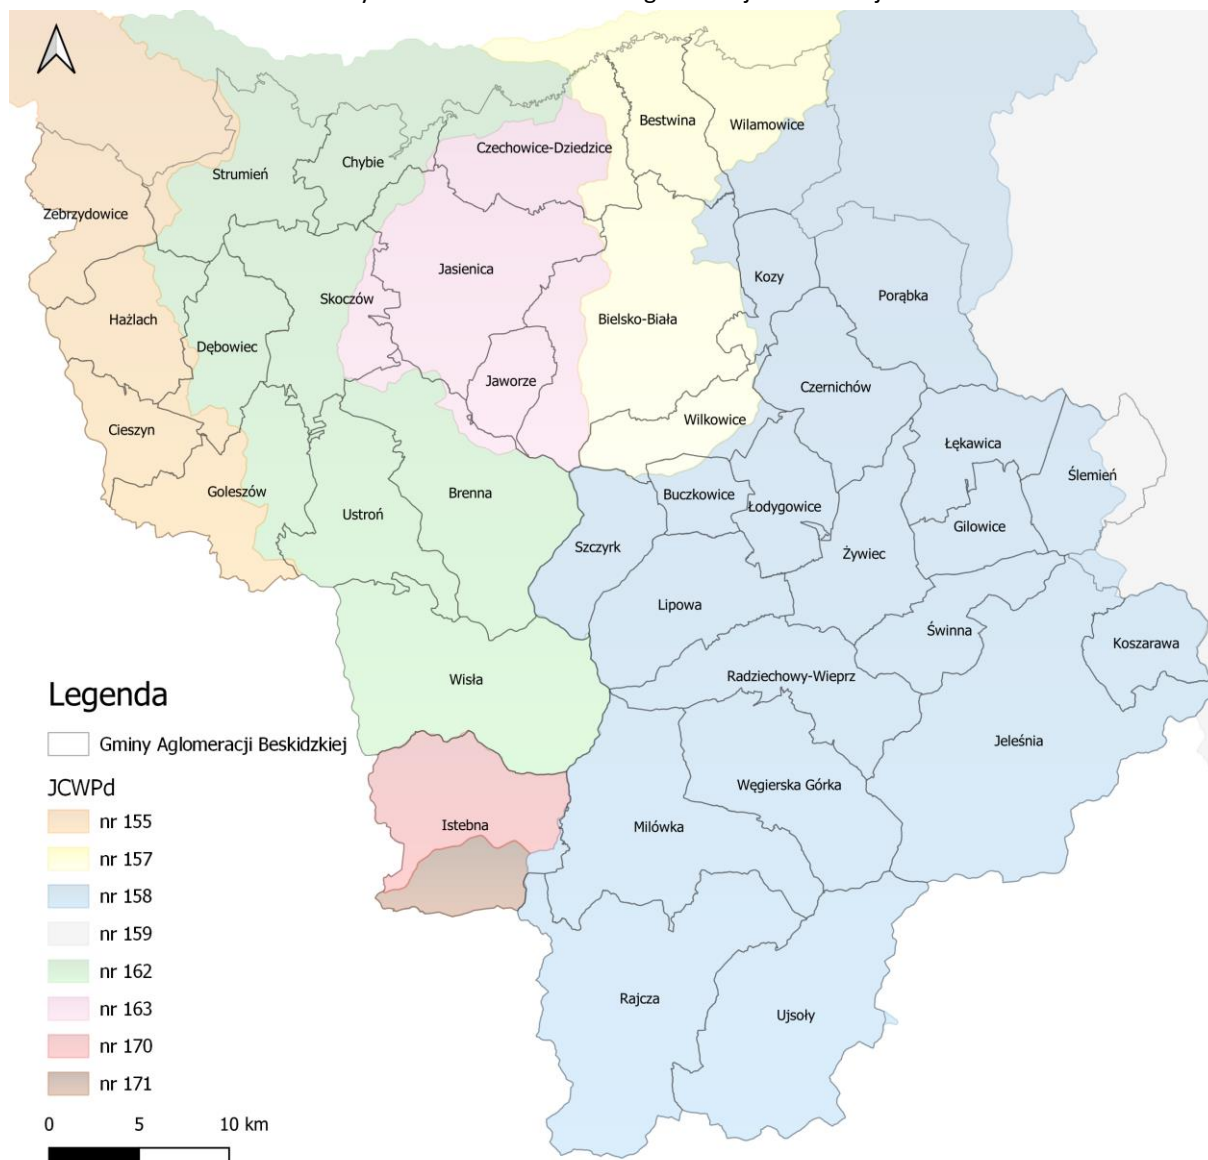 Bestwina
Wilamowice
Czechowice-Dziedzice
Chybie
Strumień
Zebrzydowice
Jasienica
Kozy
Porąbka
Skoczów
Hażlach
Bielsko-Biała
Dębowiec
Jaworze
Czernichów
Wilkowice
Cieszyn
Łękawica
Ślemień
Goleszów
Brenna
Buczkowice
Łodygowice
Ustroń
Gilowice
Szczyrk
Żywiec
Lipowa
Świnna
Koszarawa
Wisła
Radziechowy-Wieprz
Jeleśnia
Węgierska Górka
Istebna
Milówka
Rajcza
Ujsoły
Legenda
Gminy Aglomeracji Beskidzkiej
JCWPd
nr 155
nr 157
nr 158
nr 159
nr 162
nr 163
nr 170
nr 171
0 5 10 km